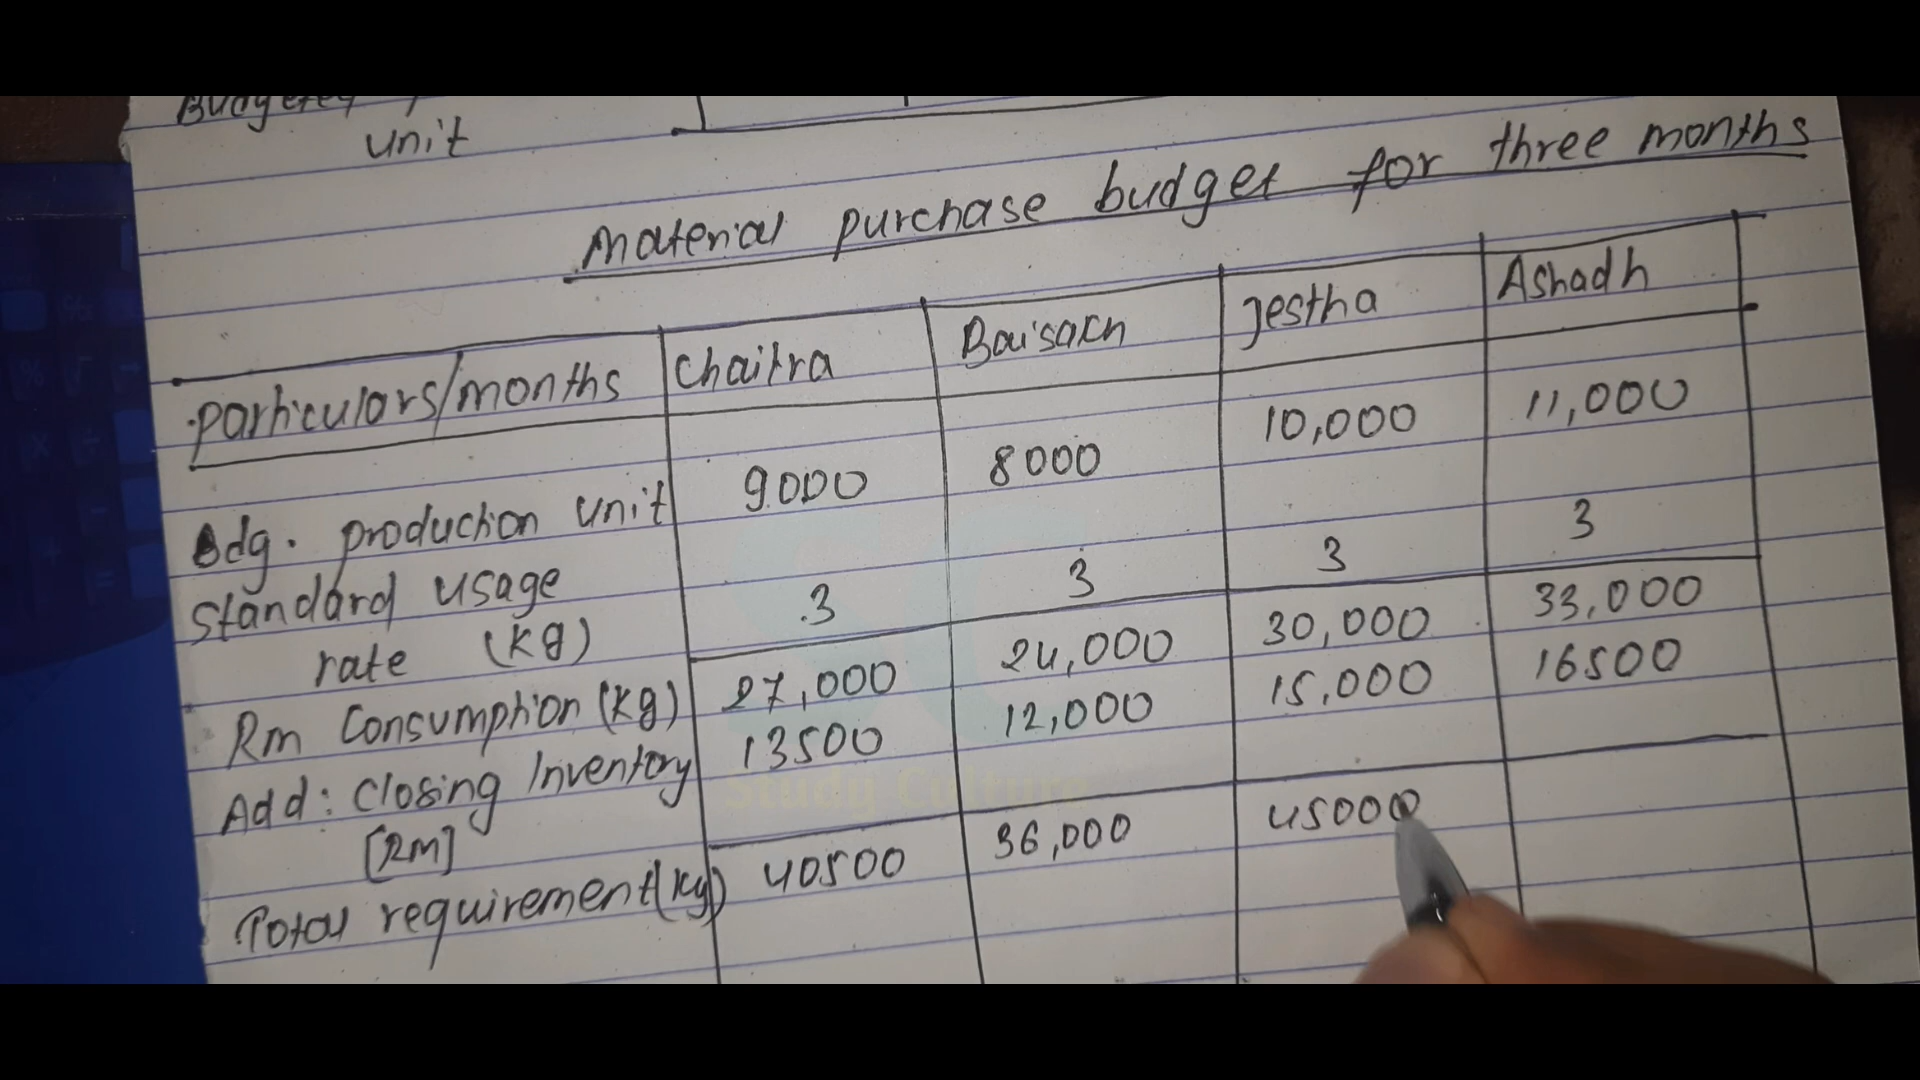 unit
Material purchase budget for three months
particulars/months Chaitra Baisakh Jestha Ashadh
Bdg. production unit 9000 8000 10,000 11,000
standard usage
rate (kg) 3 3 3 3
Rm Consumption (kg) 27,000 24,000 30,000 33,000
Add: Closing Inventory 13500 12,000 15,000 16500
[RM]
Total requirement (kg) 40500 36,000 45000
Study Culture